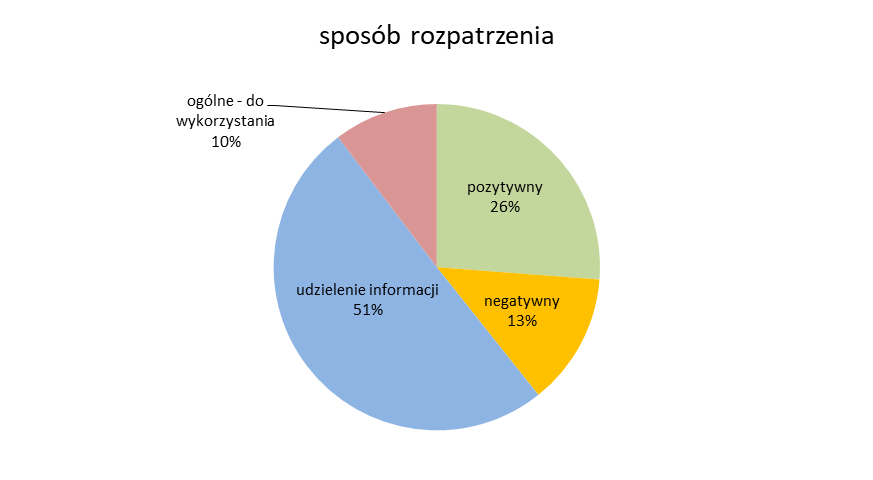 sposób rozpatrzenia
ogólne - do
wykorzystania
10%
pozytywny
26%
udzielenie informacji
51%
negatywny
13%